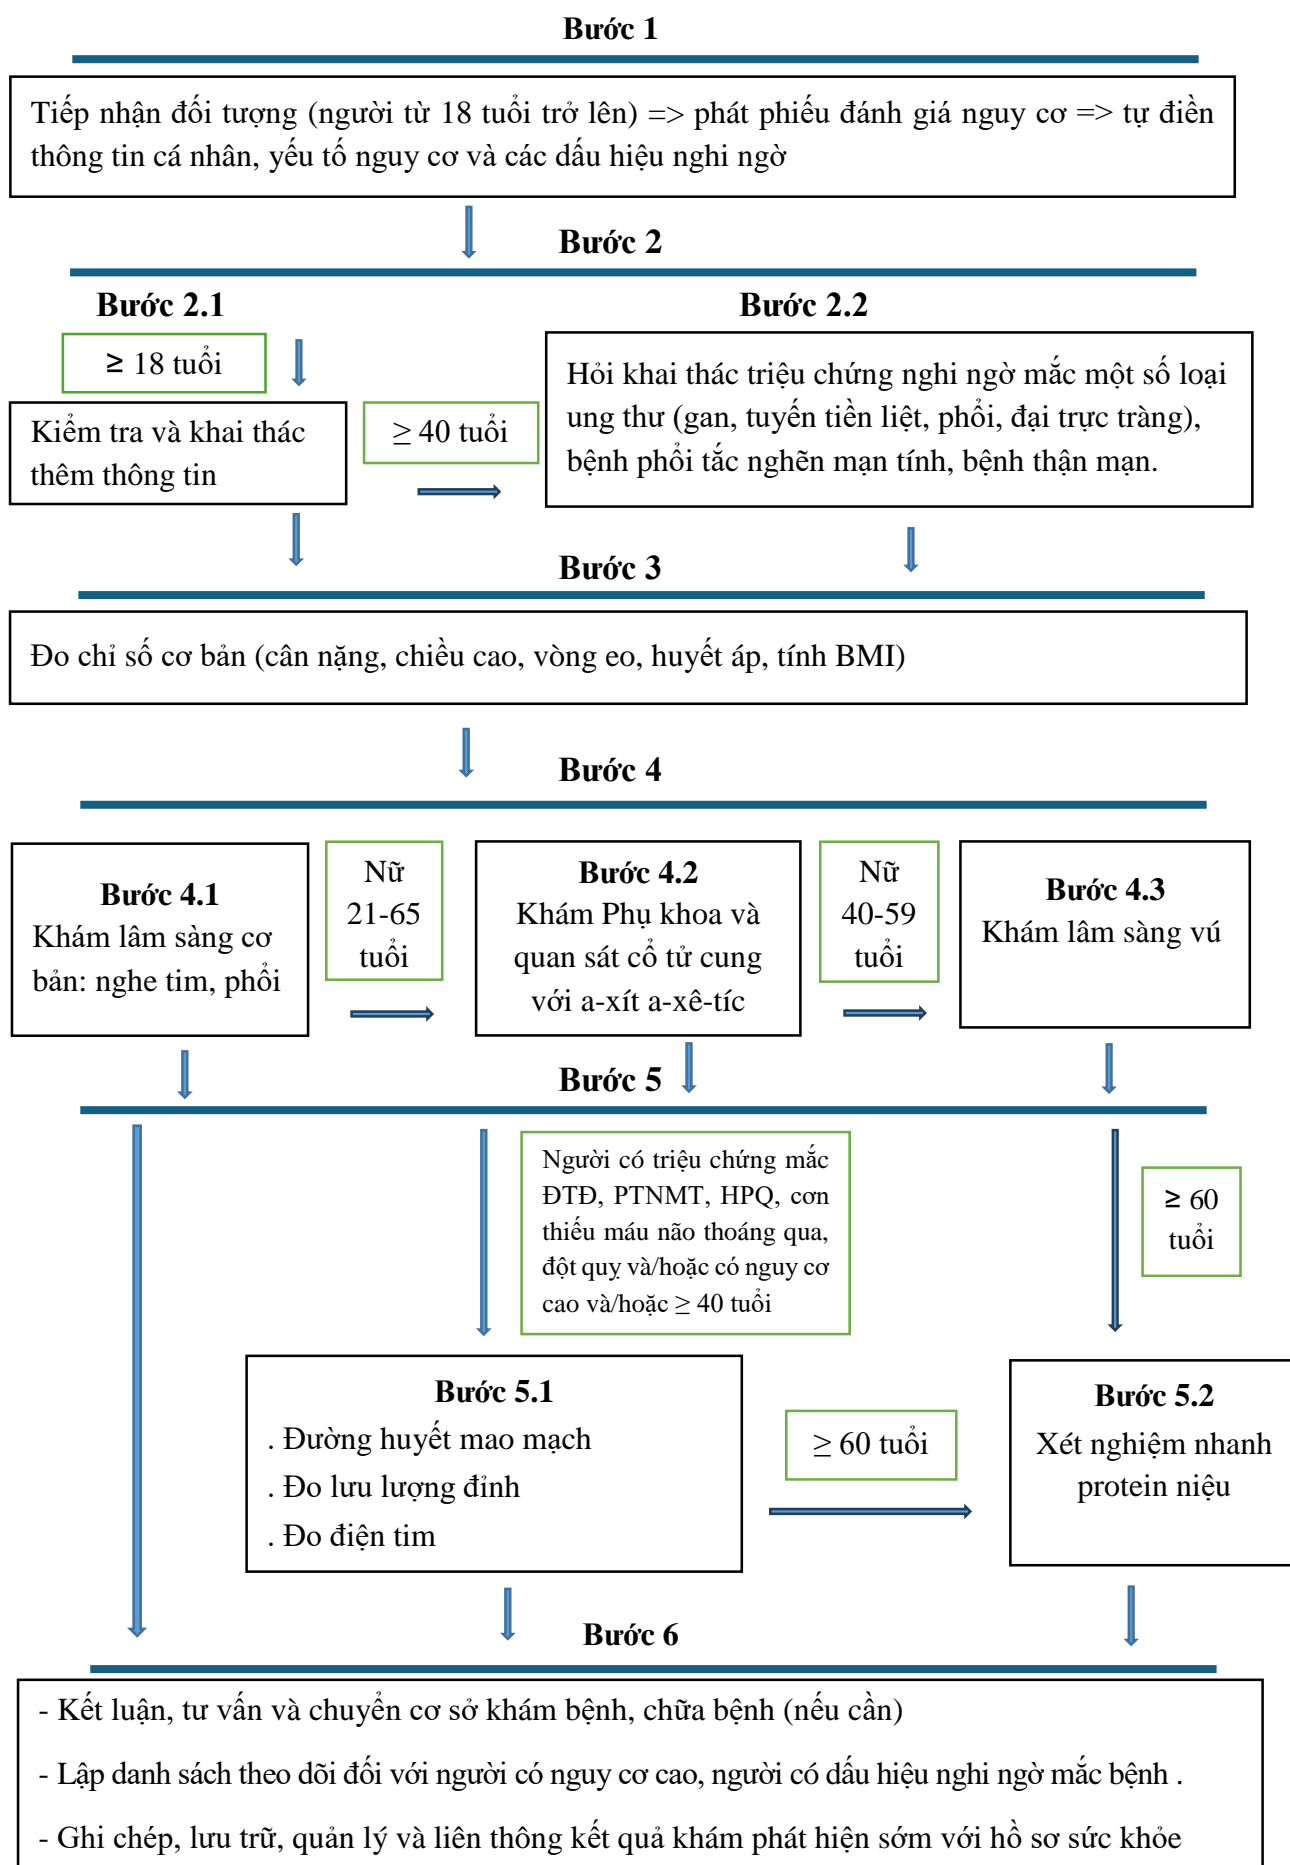 Bước 1
Tiếp nhận đối tượng (người từ 18 tuổi trở lên) => phát phiếu đánh giá nguy cơ => tự điền
thông tin cá nhân, yếu tố nguy cơ và các dấu hiệu nghi ngờ
Bước 2
Bước 2.1
≥ 18 tuổi
Kiểm tra và khai thác
thêm thông tin
≥ 40 tuổi
Bước 2.2
Hỏi khai thác triệu chứng nghi ngờ mắc một số loại
ung thư (gan, tuyến tiền liệt, phổi, đại trực tràng),
bệnh phổi tắc nghẽn mạn tính, bệnh thận mạn.
Bước 3
Đo chỉ số cơ bản (cân nặng, chiều cao, vòng eo, huyết áp, tính BMI)
Bước 4
Bước 4.1
Khám lâm sàng cơ
bản: nghe tim, phổi
Nữ
21-65
tuổi
Bước 4.2
Khám Phụ khoa và
quan sát cổ tử cung
với a-xít a-xê-tíc
Nữ
40-59
tuổi
Bước 4.3
Khám lâm sàng vú
Bước 5
Người có triệu chứng mắc
ĐTĐ, PTNMT, HPQ, cơn
thiếu máu não thoáng qua,
đột quỵ và/hoặc có nguy cơ
cao và/hoặc ≥ 40 tuổi
≥ 60
tuổi
Bước 5.1
. Đường huyết mao mạch
. Đo lưu lượng đỉnh
. Đo điện tim
≥ 60 tuổi
Bước 5.2
Xét nghiệm nhanh
protein niệu
Bước 6
- Kết luận, tư vấn và chuyển cơ sở khám bệnh, chữa bệnh (nếu cần)
- Lập danh sách theo dõi đối với người có nguy cơ cao, người có dấu hiệu nghi ngờ mắc bệnh .
- Ghi chép, lưu trữ, quản lý và liên thông kết quả khám phát hiện sớm với hồ sơ sức khỏe